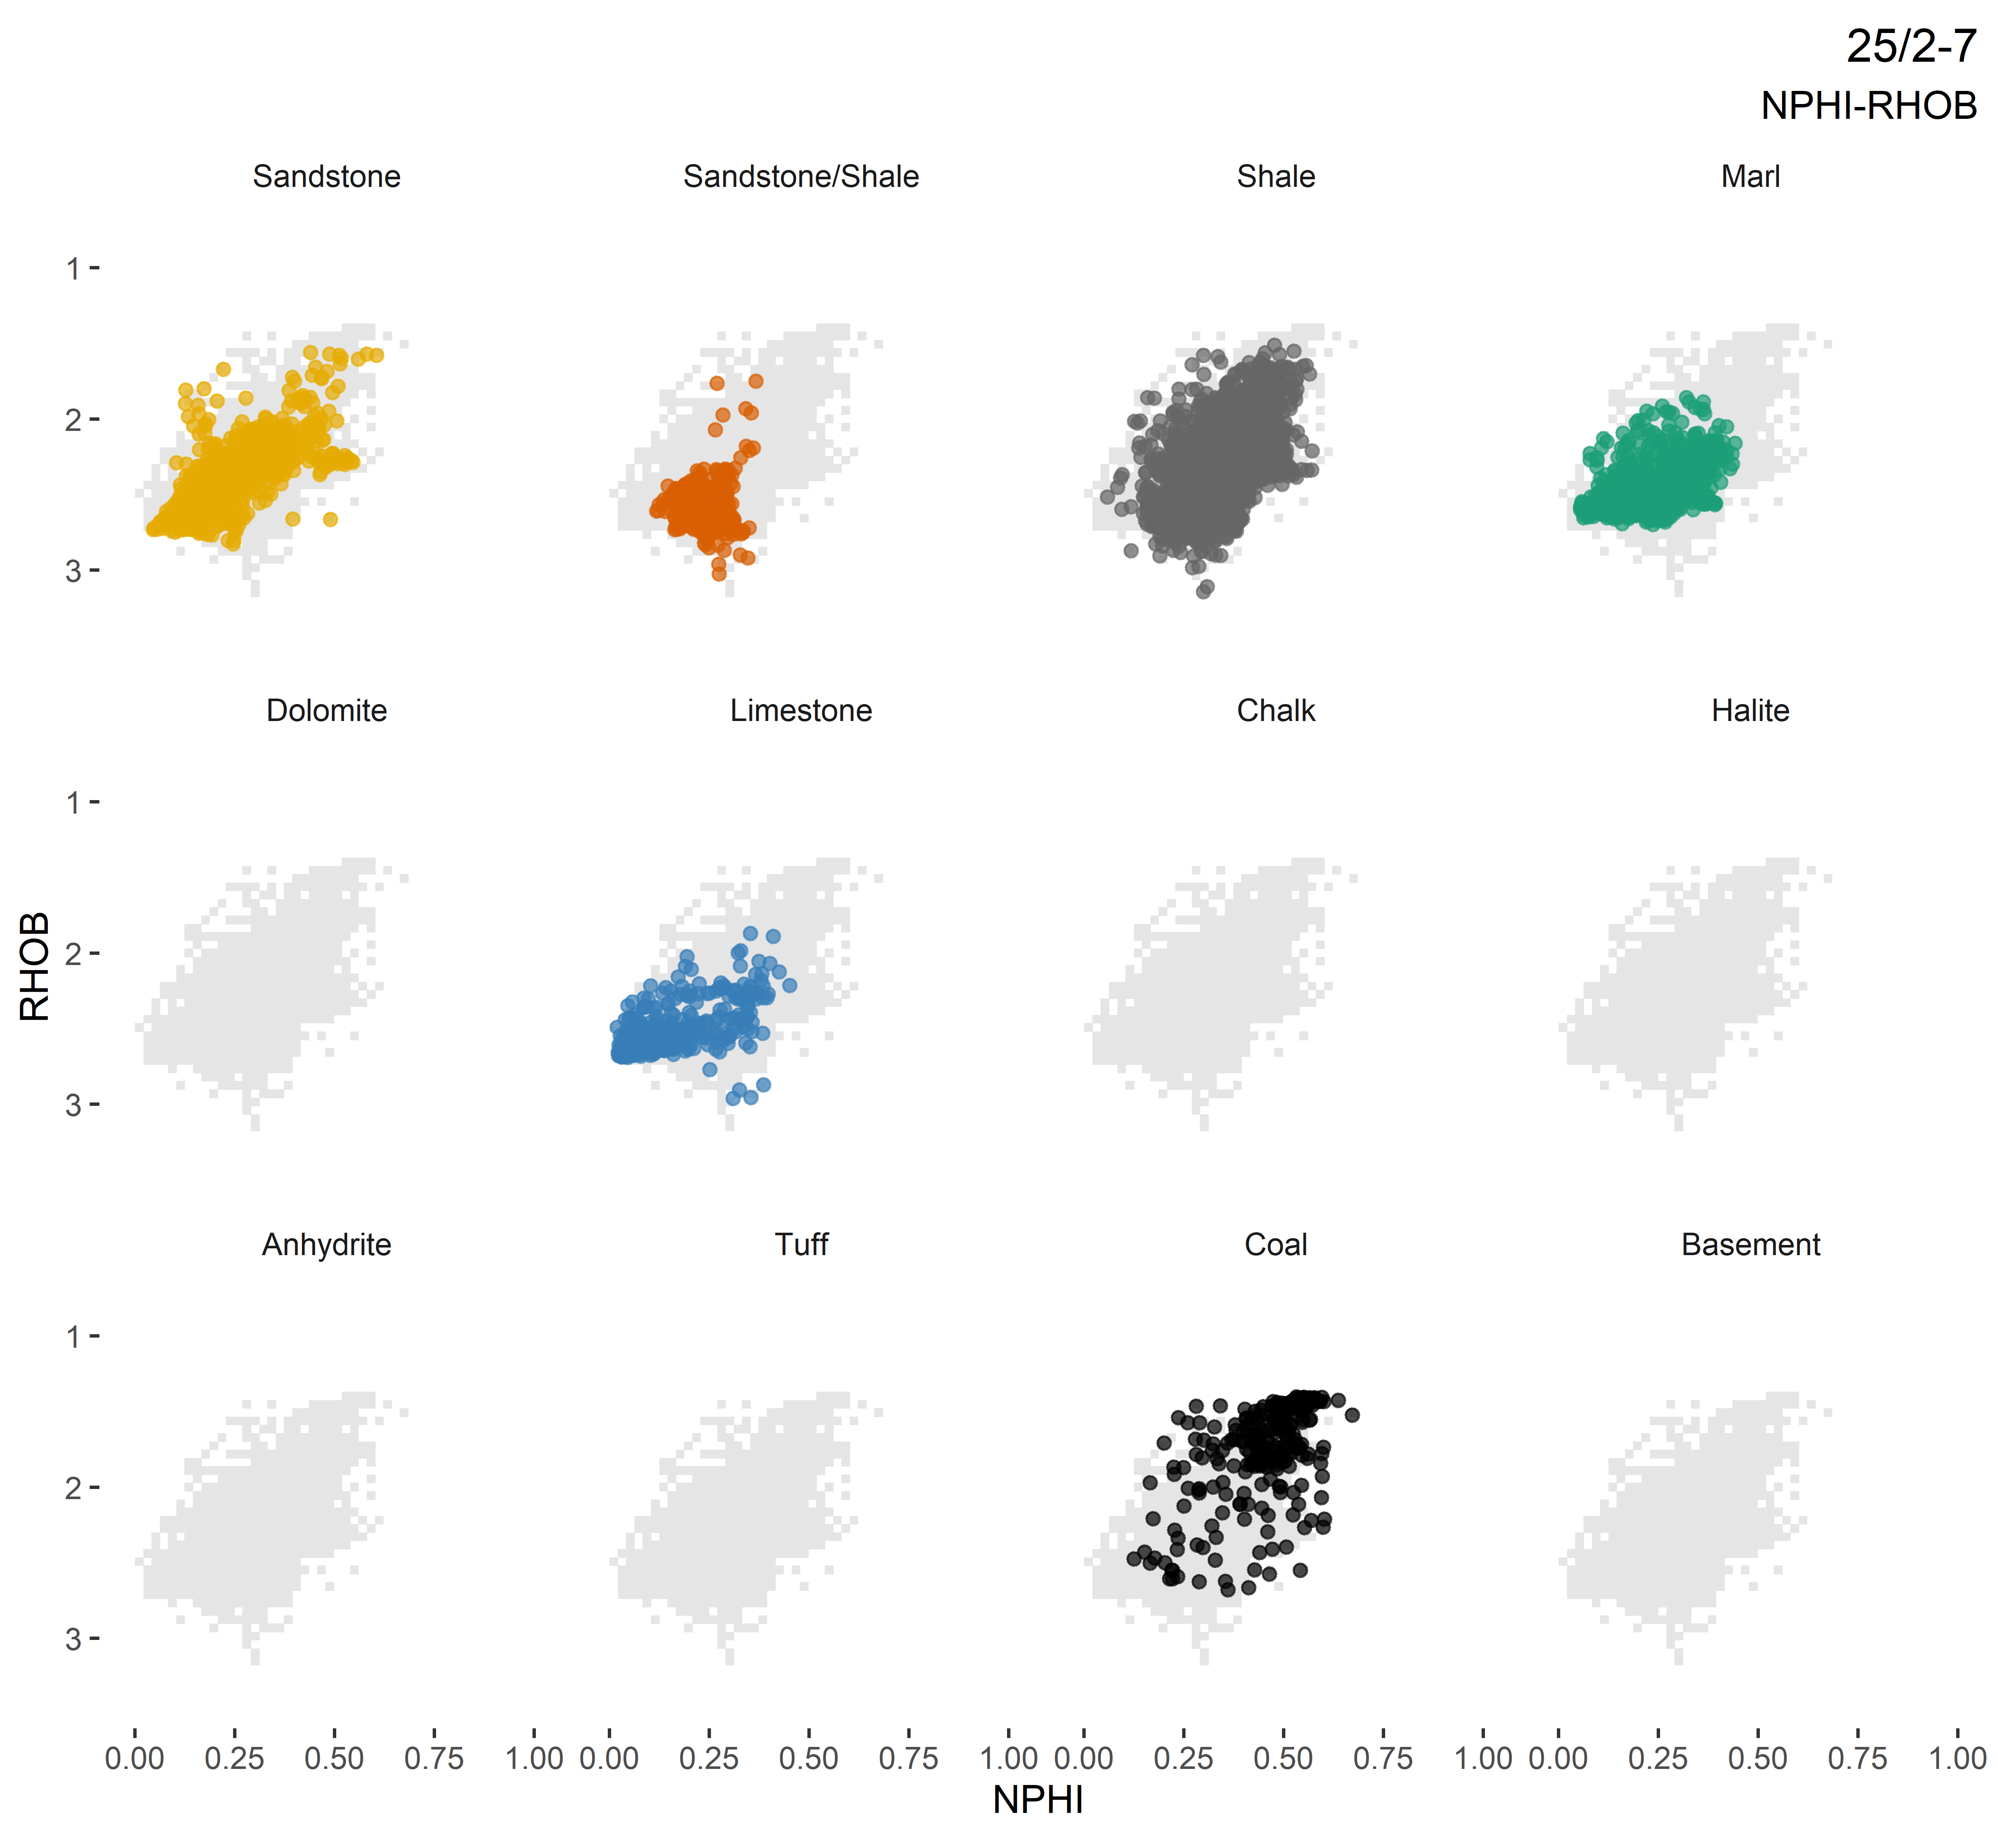 25/2-7
NPHI-RHOB
Sandstone Sandstone/Shale Shale Marl
1
2
3
Dolomite Limestone Chalk Halite
1
2
3
RHOB
Anhydrite Tuff Coal Basement
1
2
3
0.00 0.25 0.50 0.75 1.00 0.00 0.25 0.50 0.75 1.00 0.00 0.25 0.50 0.75 1.00 0.00 0.25 0.50 0.75 1.00
NPHI